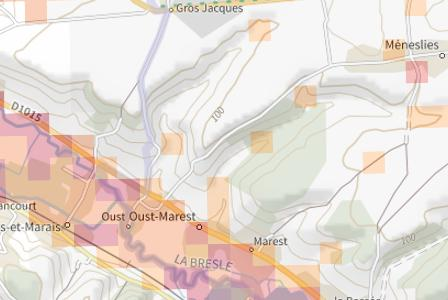 Gros Jacques
Méneslies
100
D1015
ancourt
s-et-Marais
Oust Oust-Marest
Marest
LA BRESLE
100